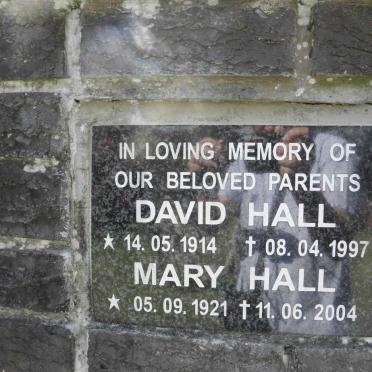 IN LOVING MEMORY OF
OUR BELOVED PARENTS
DAVID HALL
★ 14. 05. 1914 † 08. 04. 1997
MARY HALL
★ 05. 09. 1921 † 11. 06. 2004